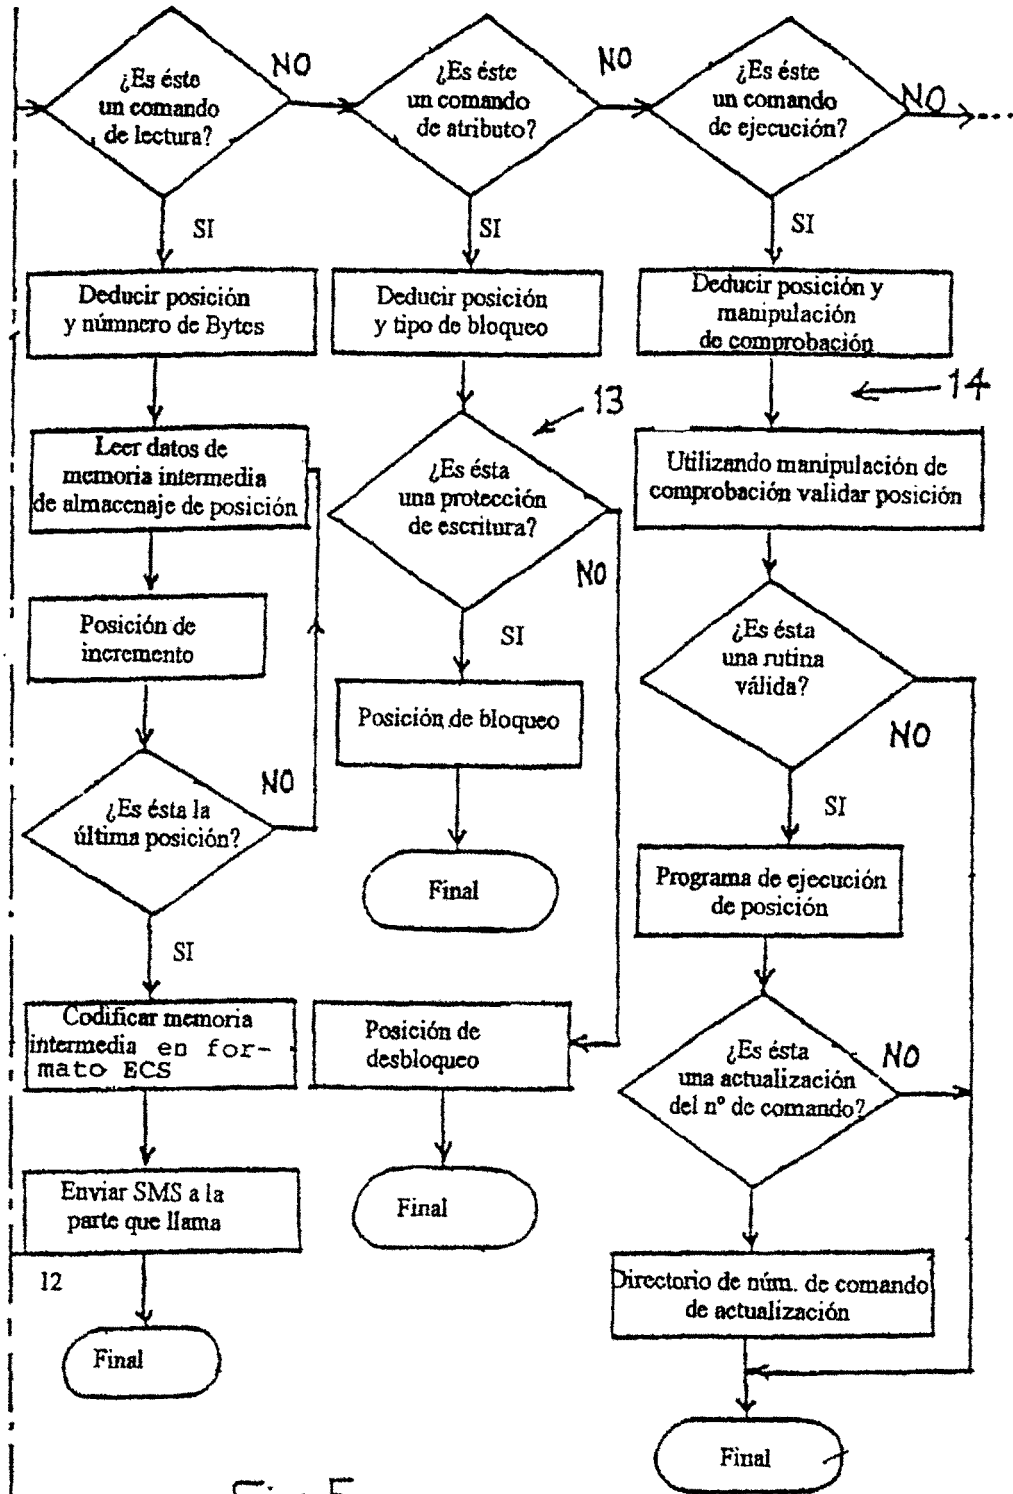 ¿Es éste
un comando
de lectura?
NO
¿Es éste
un comando
de atributo?
NO
¿Es éste
un comando
de ejecución?
NO
SI
SI
SI
Deducir posición
y númnero de Bytes
Deducir posición
y tipo de bloqueo
Deducir posición y
manipulación
de comprobación
13
14
Leer datos de
memoria intermedia
de almacenaje de posición
¿Es ésta
una protección
de escritura?
NO
Utilizando manipulación de
comprobación validar posición
Posición de
incremento
SI
¿Es ésta
una rutina
válida?
NO
Posición de bloqueo
¿Es ésta la
última posición?
NO
SI
Final
Programa de ejecución
de posición
SI
Codificar memoria
intermedia en for-
mato ECS
Posición de
desbloqueo
¿Es ésta
una actualización
del nº de comando?
NO
Enviar SMS a la
parte que llama
Final
12
Directorio de núm. de comando
de actualización
Final
Final